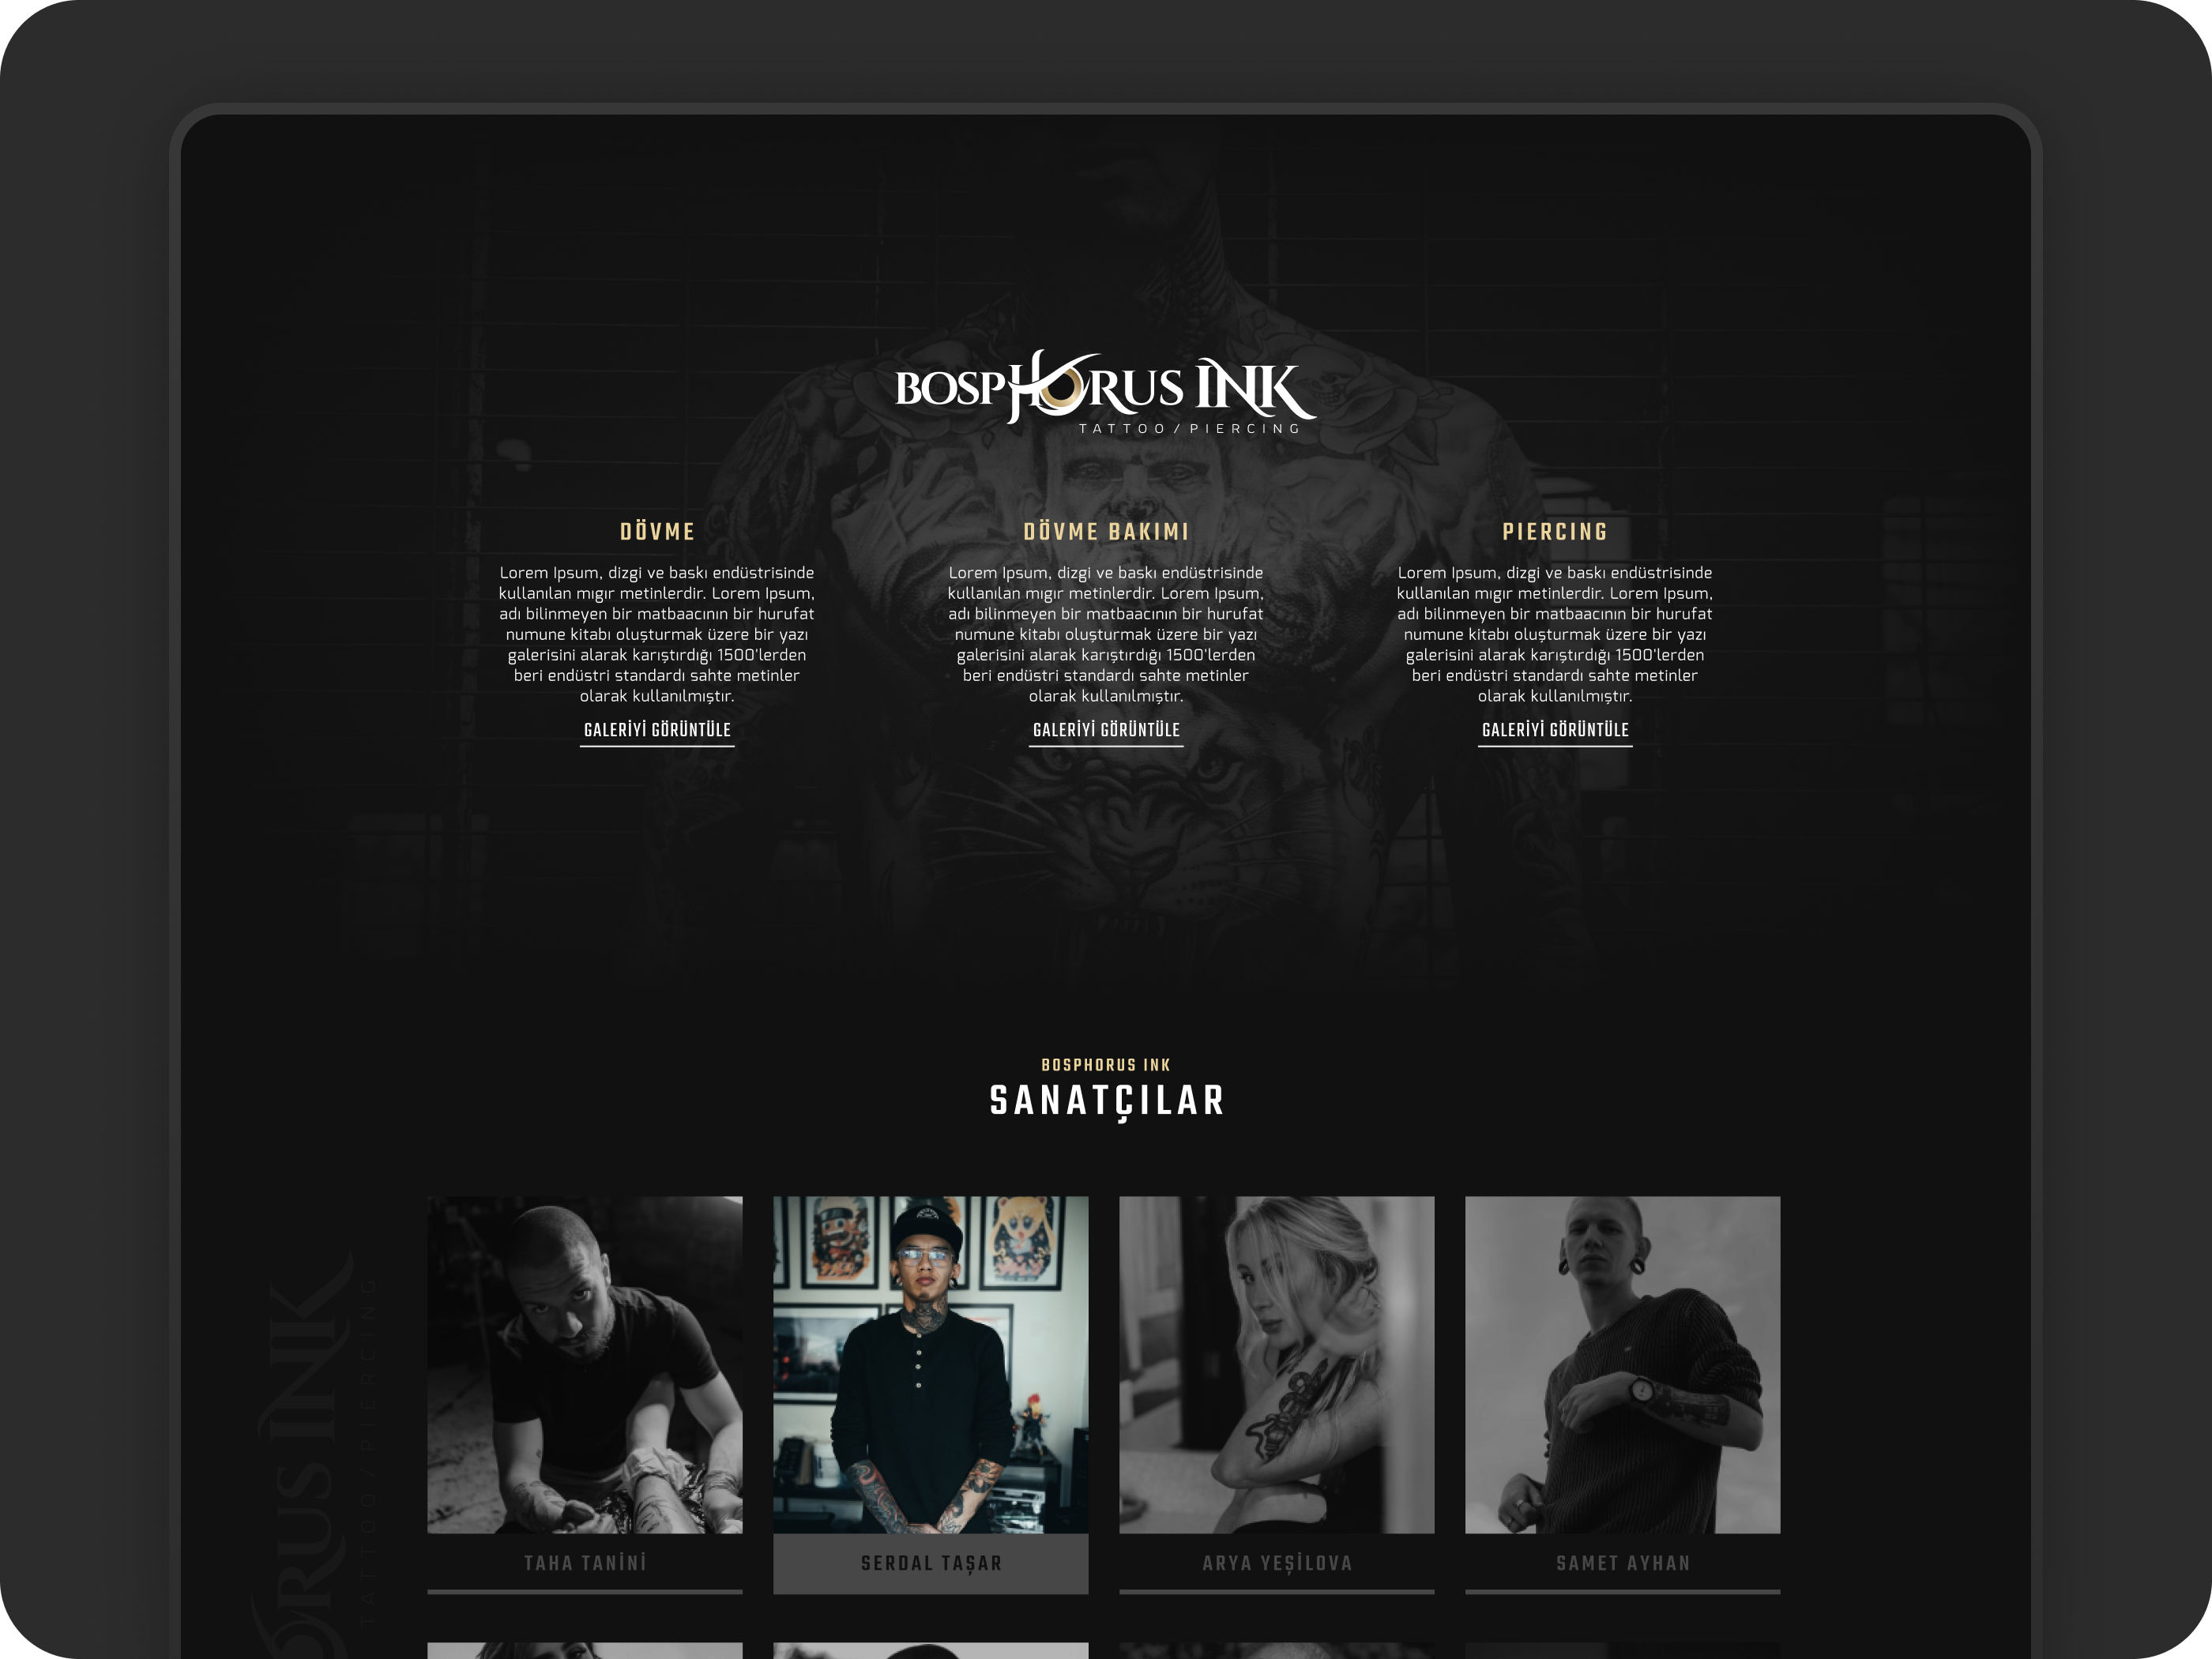 BOSPHORUS INK
TATTOO / PIERCING
DÖVME
Lorem Ipsum, dizgi ve baskı endüstrisinde
kullanılan mıgır metinlerdir. Lorem Ipsum,
adı bilinmeyen bir matbaacının bir hurufat
numune kitabı oluşturmak üzere bir yazı
galerisini alarak karıştırdığı 1500'lerden
beri endüstri standardı sahte metinler
olarak kullanılmıştır.
GALERİYİ GÖRÜNTÜLE
DÖVME BAKIMI
Lorem Ipsum, dizgi ve baskı endüstrisinde
kullanılan mıgır metinlerdir. Lorem Ipsum,
adı bilinmeyen bir matbaacının bir hurufat
numune kitabı oluşturmak üzere bir yazı
galerisini alarak karıştırdığı 1500'lerden
beri endüstri standardı sahte metinler
olarak kullanılmıştır.
GALERİYİ GÖRÜNTÜLE
PIERCING
Lorem Ipsum, dizgi ve baskı endüstrisinde
kullanılan mıgır metinlerdir. Lorem Ipsum,
adı bilinmeyen bir matbaacının bir hurufat
numune kitabı oluşturmak üzere bir yazı
galerisini alarak karıştırdığı 1500'lerden
beri endüstri standardı sahte metinler
olarak kullanılmıştır.
GALERİYİ GÖRÜNTÜLE
BOSPHORUS INK
SANATÇILAR
ORUS INK
TATTOO / PIERCING
TAHA TANİNİ
SERDAL TAŞAR
ARYA YEŞİLOVA
SAMET AYHAN